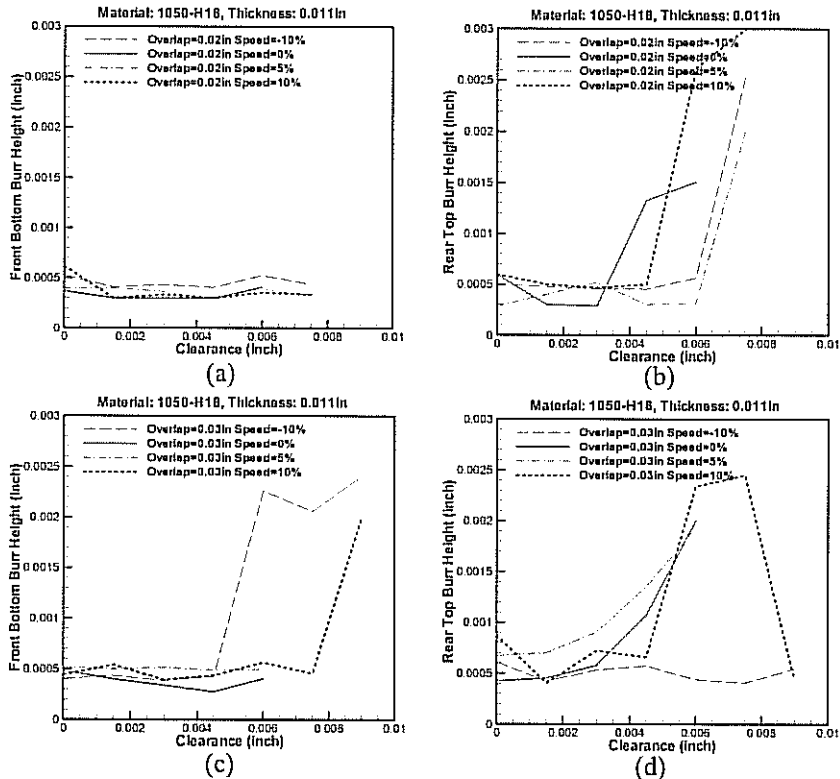 Material: 1050-H18, Thickness: 0.011in
Overlap=0.02in Speed=-10%
Overlap=0.02in Speed=0%
Overlap=0.02in Speed=5%
Overlap=0.02in Speed=10%
Front Bottom Burr Height (inch)
0.003
0.0025
0.002
0.0015
0.001
0.0005
0
0 0.002 0.004 0.006 0.008 0.01
Clearance (inch)
(a)
Material: 1050-H18, Thickness: 0.011in
Overlap=0.02in Speed=-10%
Overlap=0.02in Speed=0%
Overlap=0.02in Speed=5%
Overlap=0.02in Speed=10%
Rear Top Burr Height (inch)
0.003
0.0025
0.002
0.0015
0.001
0.0005
0
0 0.002 0.004 0.006 0.008 0.01
Clearance (inch)
(b)
Material: 1050-H18, Thickness: 0.011in
Overlap=0.03in Speed=-10%
Overlap=0.03in Speed=0%
Overlap=0.03in Speed=5%
Overlap=0.03in Speed=10%
Front Bottom Burr Height (inch)
0.003
0.0025
0.002
0.0015
0.001
0.0005
0
0 0.002 0.004 0.006 0.008 0.01
Clearance (inch)
(c)
Material: 1050-H18, Thickness: 0.011in
Overlap=0.03in Speed=-10%
Overlap=0.03in Speed=0%
Overlap=0.03in Speed=5%
Overlap=0.03in Speed=10%
Rear Top Burr Height (inch)
0.003
0.0025
0.002
0.0015
0.001
0.0005
0
0 0.002 0.004 0.006 0.008 0.01
Clearance (inch)
(d)